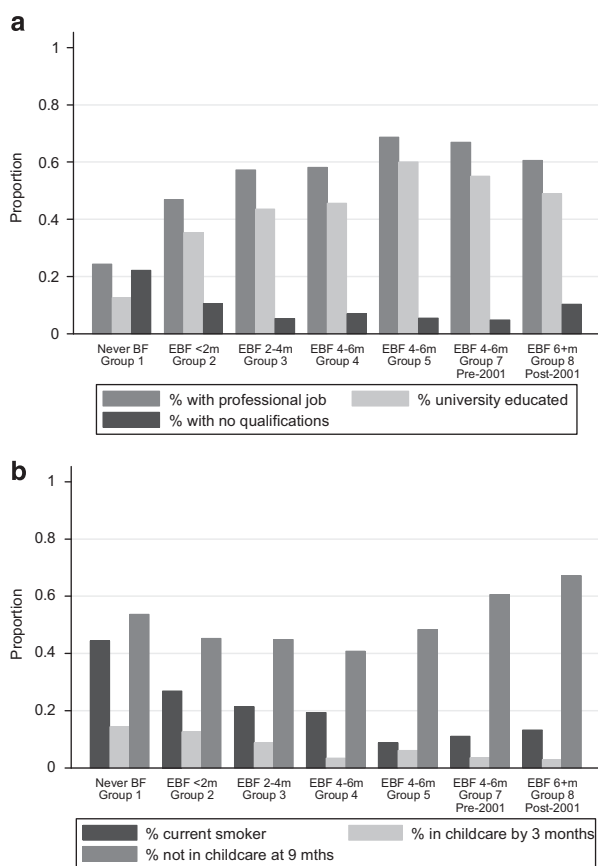 a
1
0.8
0.6
0.4
0.2
0
Proportion
Never BF EBF <2m EBF 2-4m EBF 4-6m EBF 4-6m EBF 4-6m EBF 6+m
Group 1 Group 2 Group 3 Group 4 Group 5 Group 7 Group 8
Pre-2001 Post-2001
% with professional job % university educated
% with no qualifications
b
1
0.8
0.6
0.4
0.2
0
Proportion
Never BF EBF <2m EBF 2-4m EBF 4-6m EBF 4-6m EBF 4-6m EBF 6+m
Group 1 Group 2 Group 3 Group 4 Group 5 Group 7 Group 8
Pre-2001 Post-2001
% current smoker % in childcare by 3 months
% not in childcare at 9 mths